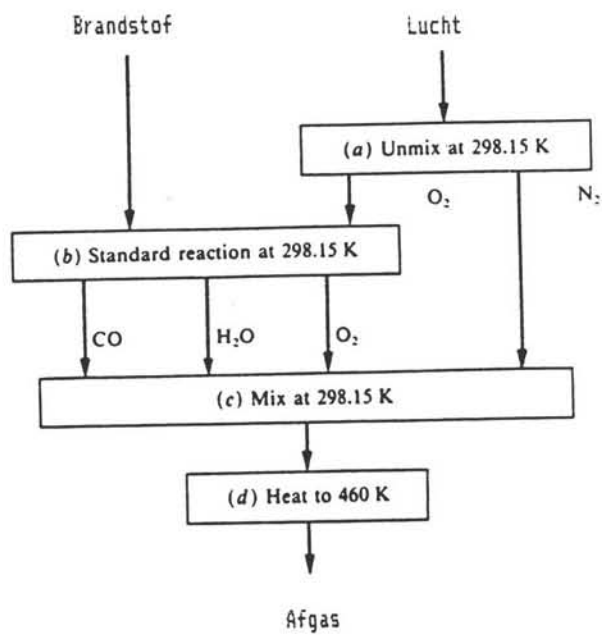 Brandstof
Lucht
(a) Unmix at 298.15 K
O₂
N₂
(b) Standard reaction at 298.15 K
CO
H₂O
O₂
(c) Mix at 298.15 K
(d) Heat to 460 K
Afgas